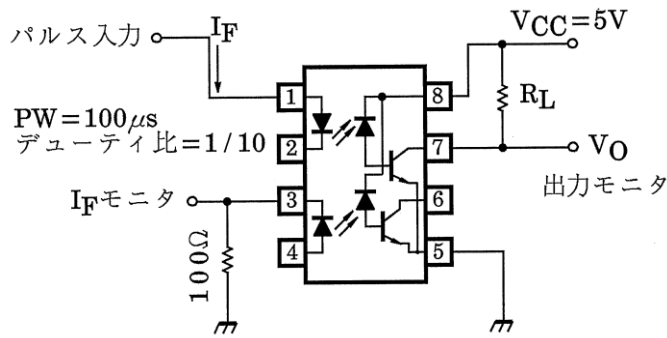 パルス入力
IF
VCC=5V
PW=100μs
デューティ比=1/10
RL
VO
出力モニタ
IFモニタ
100Ω
1
2
3
4
8
7
6
5